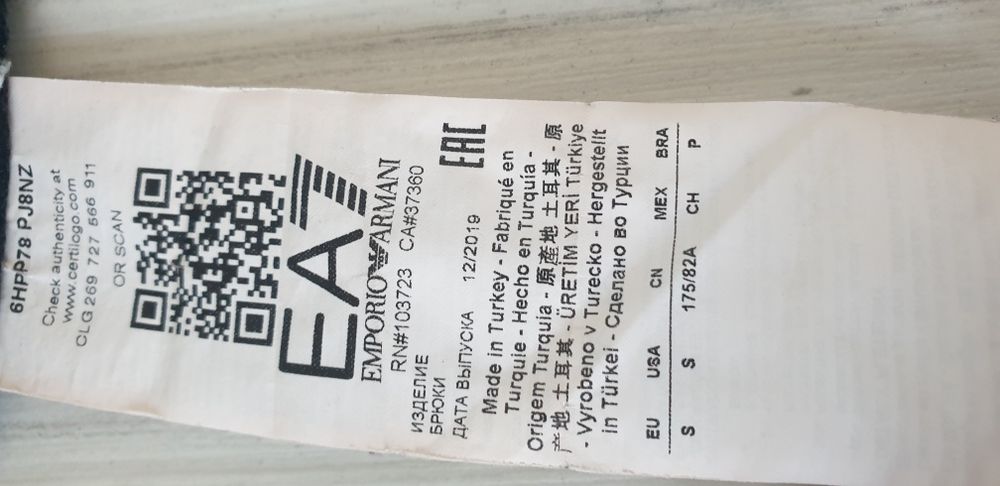 6HPP78 PJ8NZ
Check authenticity at
www.certilogo.com
CLG 269 727 566 911
OR SCAN
EA7
EMPORIO ARMANI
RN#103723 CA#37360
ИЗДЕЛИЕ
БРЮКИ
ДАТА ВЫПУСКА 12/2019
EAC
Made in Turkey - Fabriqué en
Turquie - Hecho en Turquía -
Origem Turquia - 原産地 土耳其 - 原
产地 土耳其 - ÜRETİM YERİ Türkiye
- Vyrobeno v Turecko - Hergestellt
in Türkei - Сделано во Турции
EU USA CN MEX BRA
S S 175/82A CH P